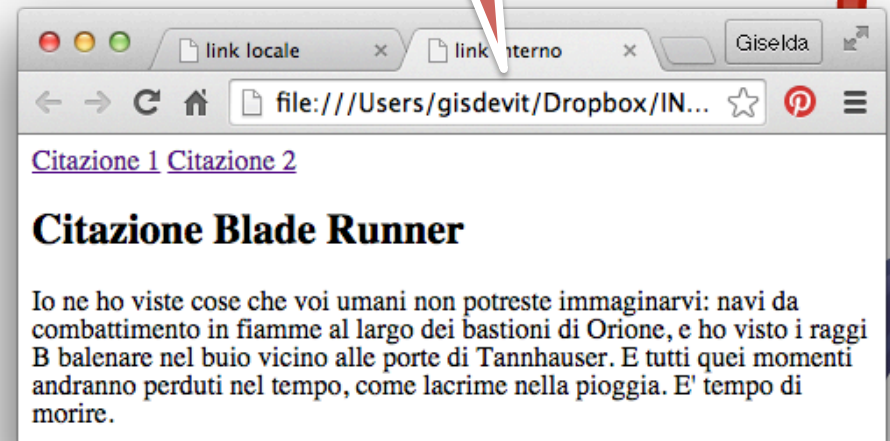 link locale
link interno
Giselda
file:///Users/gisdevit/Dropbox/IN...
Citazione 1 Citazione 2
Citazione Blade Runner
Io ne ho viste cose che voi umani non potreste immaginarvi: navi da
combattimento in fiamme al largo dei bastioni di Orione, e ho visto i raggi
B balenare nel buio vicino alle porte di Tannhauser. E tutti quei momenti
andranno perduti nel tempo, come lacrime nella pioggia. E' tempo di
morire.